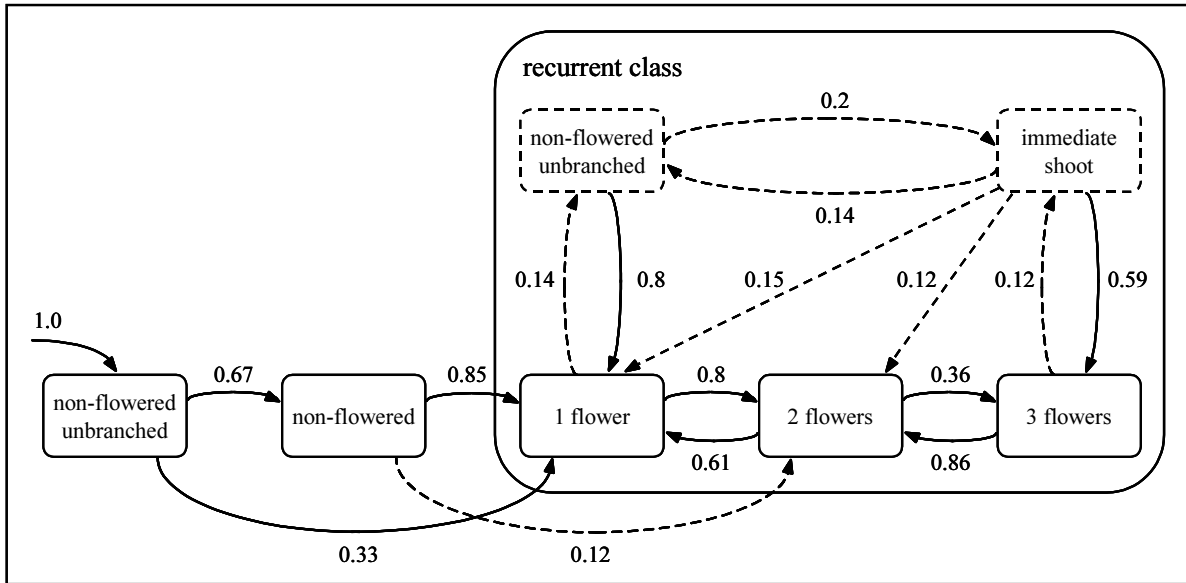 recurrent class
0.2
non-flowered
unbranched
immediate
shoot
0.14
0.14
0.8
0.15
0.12
0.12
0.59
1.0
0.67
0.85
0.8
0.36
non-flowered
unbranched
non-flowered
1 flower
2 flowers
3 flowers
0.61
0.86
0.33
0.12